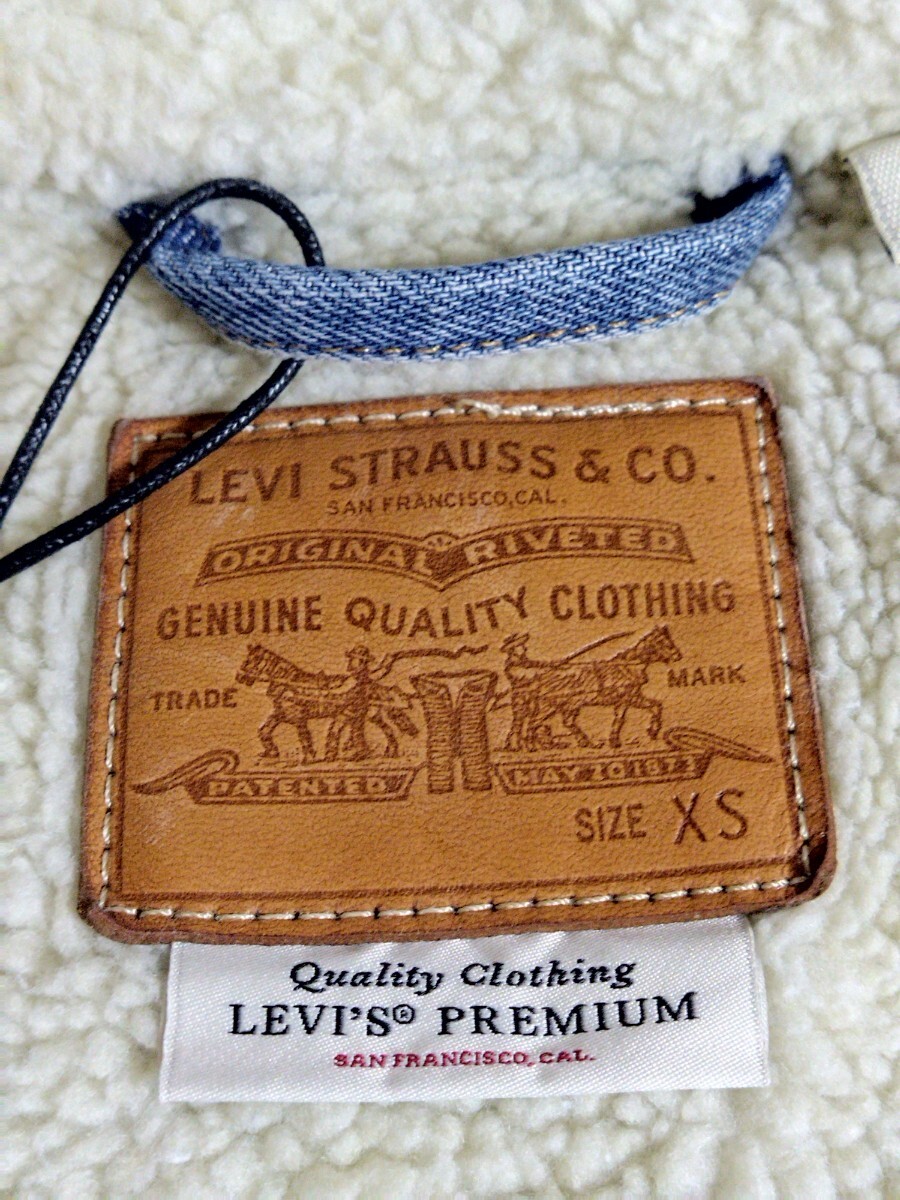 LEVI STRAUSS & CO.
SAN FRANCISCO, CAL.
ORIGINAL RIVETED
GENUINE QUALITY CLOTHING
TRADE MARK
PATENTED MAY 20 1873
SIZE XS
Quality Clothing
LEVI'S® PREMIUM
SAN FRANCISCO, CAL.